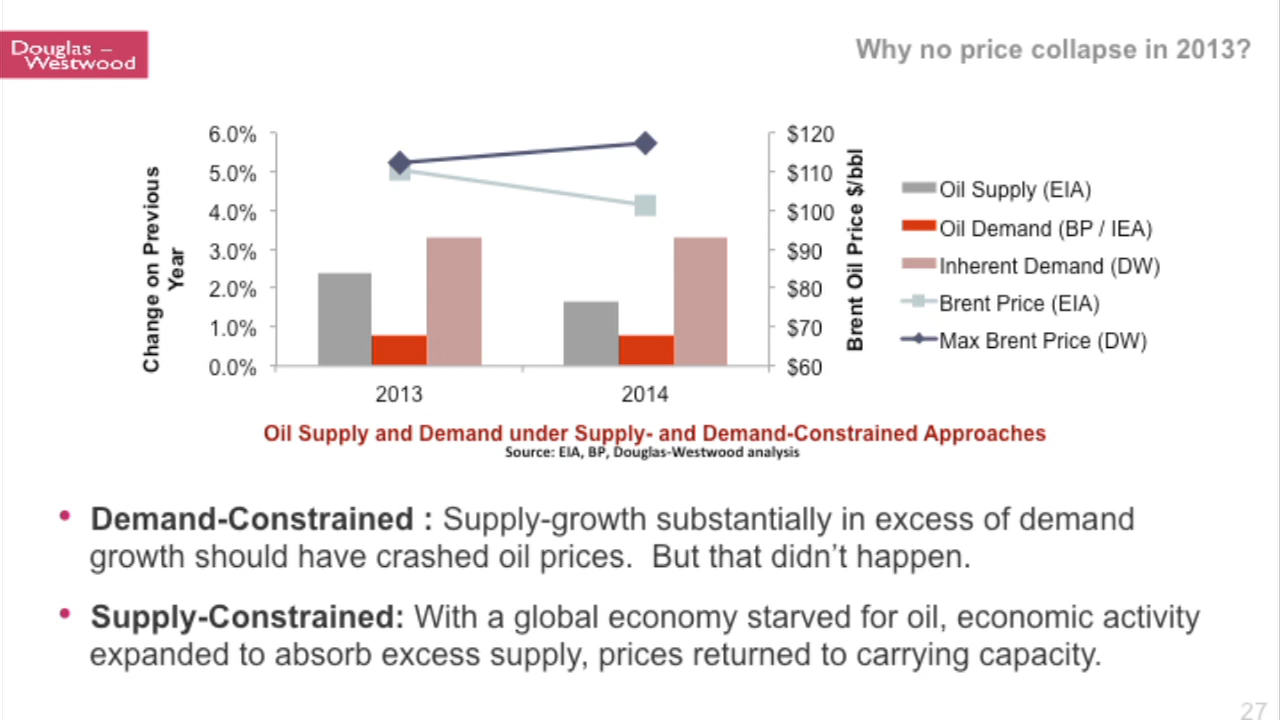 Douglas –
Westwood
Why no price collapse in 2013?
6.0%
5.0%
4.0%
3.0%
2.0%
1.0%
0.0%
Change on Previous
Year
$120
$110
$100
$90
$80
$70
$60
Brent Oil Price $/bbl
2013
2014
Oil Supply (EIA)
Oil Demand (BP / IEA)
Inherent Demand (DW)
Brent Price (EIA)
Max Brent Price (DW)
Oil Supply and Demand under Supply- and Demand-Constrained Approaches
Source: EIA, BP, Douglas-Westwood analysis
• Demand-Constrained : Supply-growth substantially in excess of demand
growth should have crashed oil prices.  But that didn’t happen.
• Supply-Constrained: With a global economy starved for oil, economic activity
expanded to absorb excess supply, prices returned to carrying capacity.
27